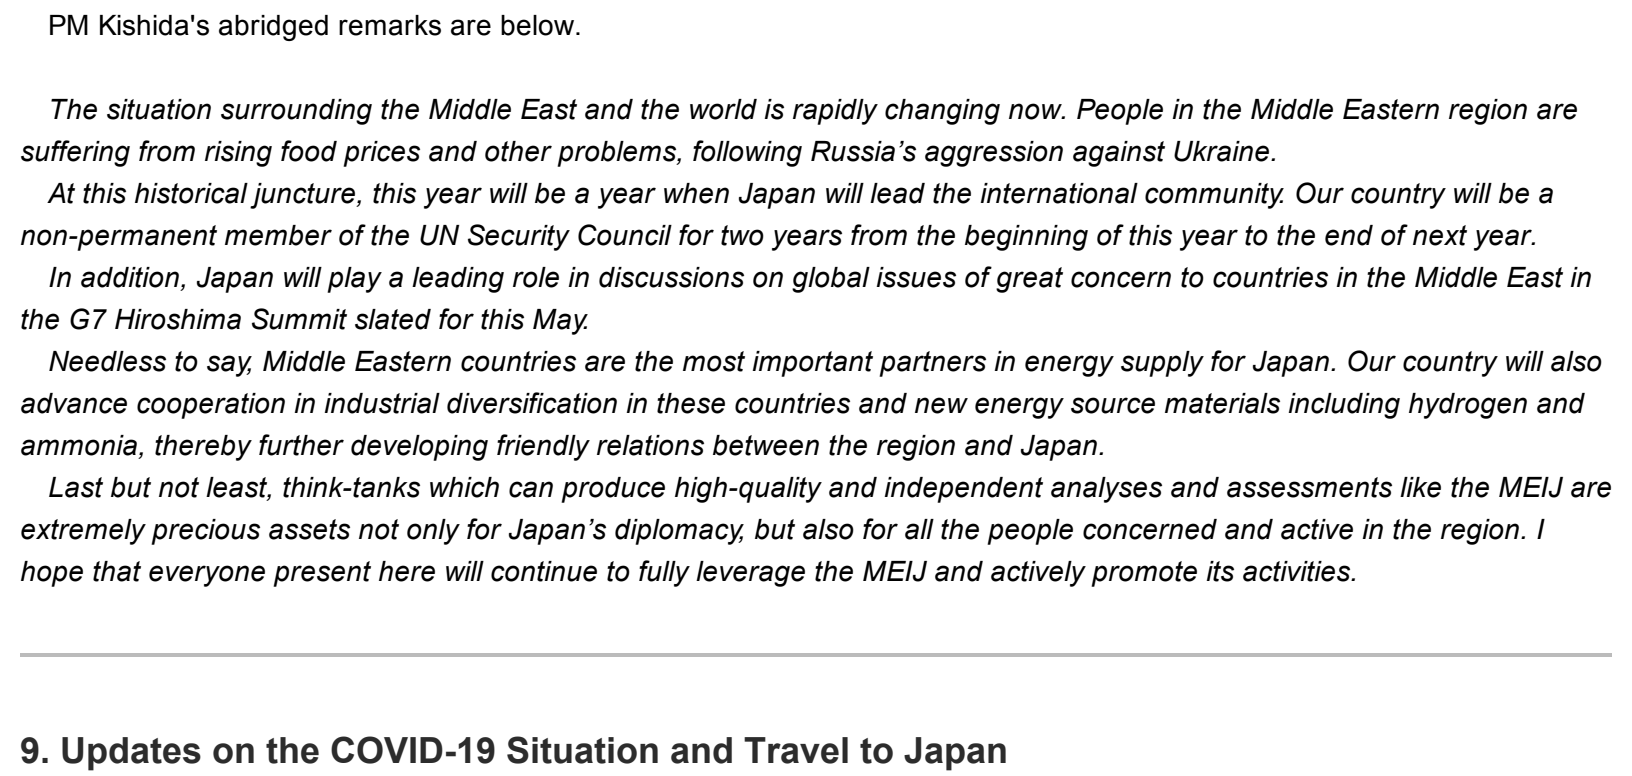 PM Kishida's abridged remarks are below.
The situation surrounding the Middle East and the world is rapidly changing now. People in the Middle Eastern region are
suffering from rising food prices and other problems, following Russia’s aggression against Ukraine.
At this historical juncture, this year will be a year when Japan will lead the international community. Our country will be a
non-permanent member of the UN Security Council for two years from the beginning of this year to the end of next year.
In addition, Japan will play a leading role in discussions on global issues of great concern to countries in the Middle East in
the G7 Hiroshima Summit slated for this May.
Needless to say, Middle Eastern countries are the most important partners in energy supply for Japan. Our country will also
advance cooperation in industrial diversification in these countries and new energy source materials including hydrogen and
ammonia, thereby further developing friendly relations between the region and Japan.
Last but not least, think-tanks which can produce high-quality and independent analyses and assessments like the MEIJ are
extremely precious assets not only for Japan’s diplomacy, but also for all the people concerned and active in the region. I
hope that everyone present here will continue to fully leverage the MEIJ and actively promote its activities.
9. Updates on the COVID-19 Situation and Travel to Japan